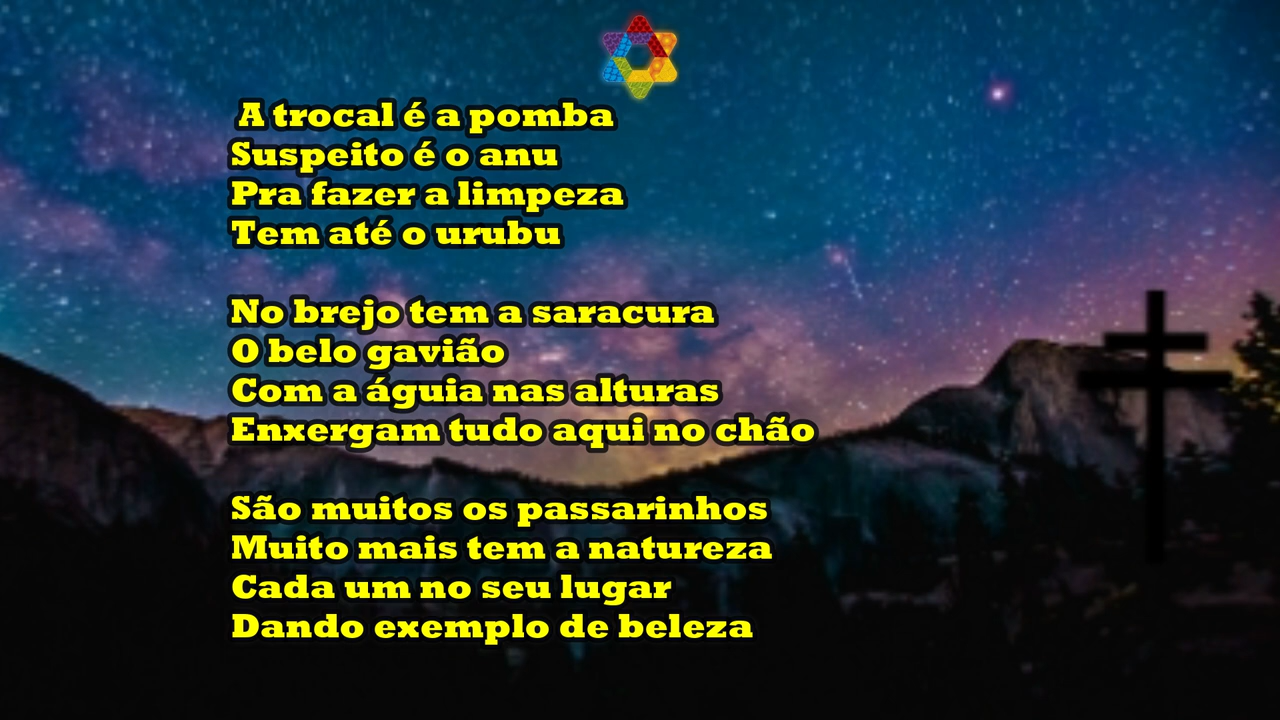 A trocal é a pomba
Suspeito é o anu
Pra fazer a limpeza
Tem até o urubu
No brejo tem a saracura
O belo gavião
Com a águia nas alturas
Enxergam tudo aqui no chão
São muitos os passarinhos
Muito mais tem a natureza
Cada um no seu lugar
Dando exemplo de beleza